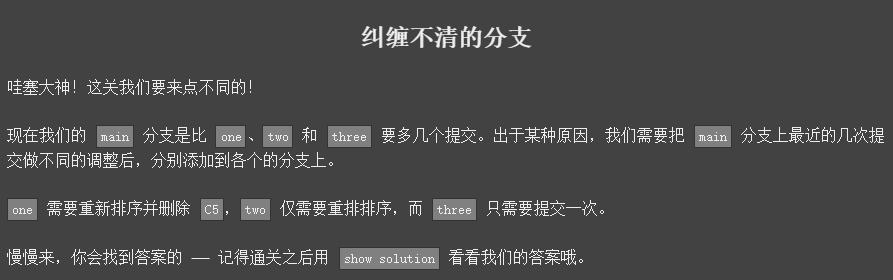 纠缠不清的分支
哇塞大神！这关我们要来点不同的！
现在我们的 main 分支是比 one、two 和 three 要多几个提交。出于某种原因，我们需要把 main 分支上最近的几次提
交做不同的调整后，分别添加到各个的分支上。
one 需要重新排序并删除 C5，two 仅需要重排排序，而 three 只需要提交一次。
慢慢来，你会找到答案的 —— 记得通关之后用 show solution 看看我们的答案哦。